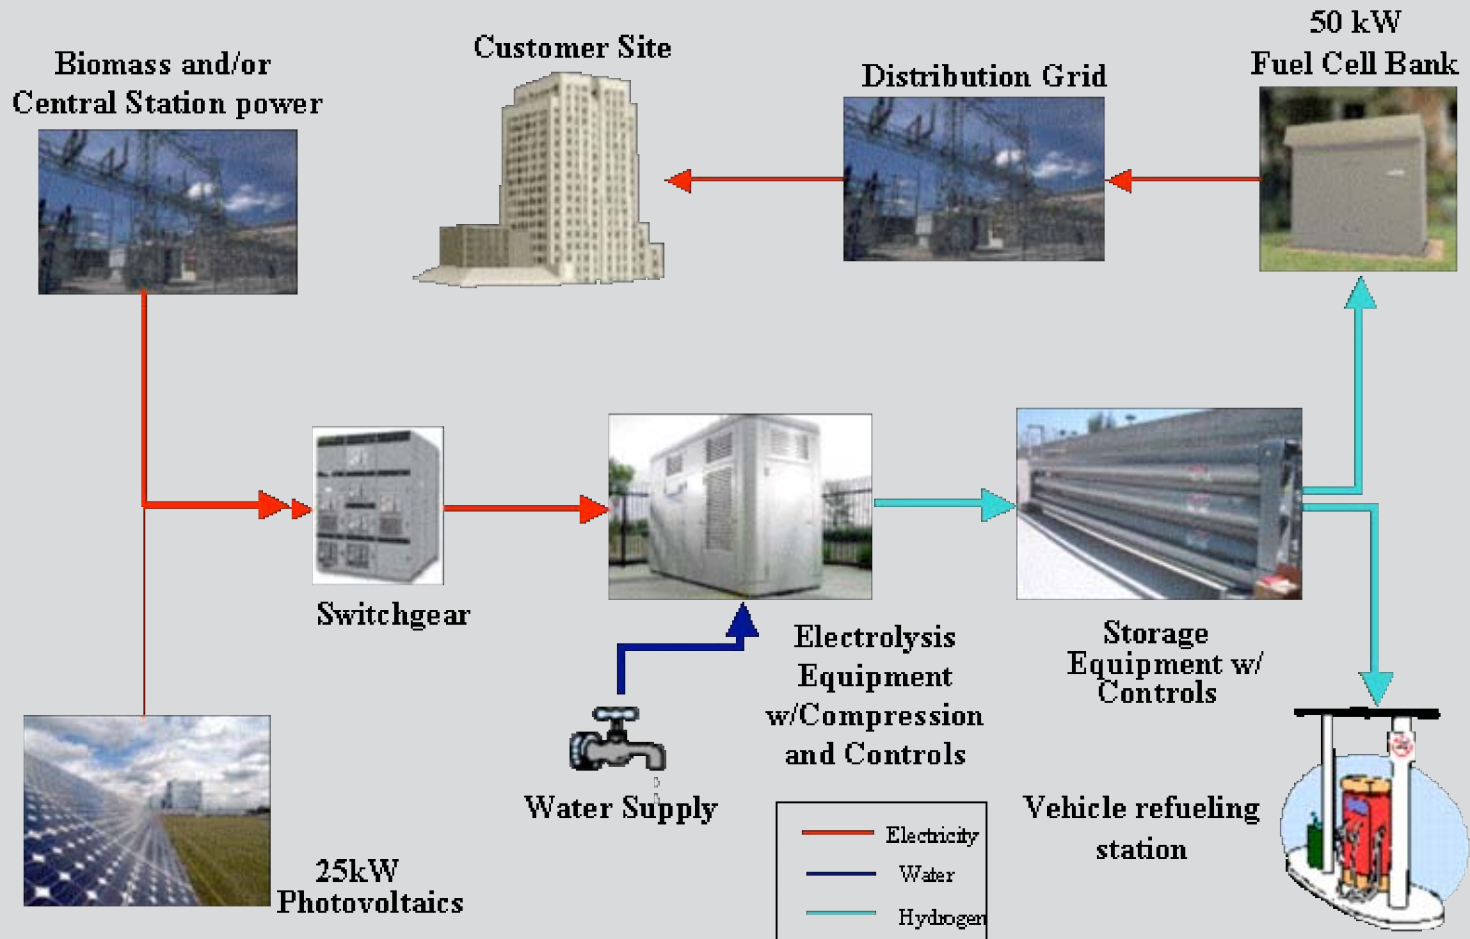 Biomass and/or
Central Station power
Customer Site
Distribution Grid
50 kW
Fuel Cell Bank
Switchgear
Electrolysis
Equipment
w/Compression
and Controls
Storage
Equipment w/
Controls
Water Supply
25kW
Photovoltaics
Vehicle refueling
station
Electricity
Water
Hydrogen